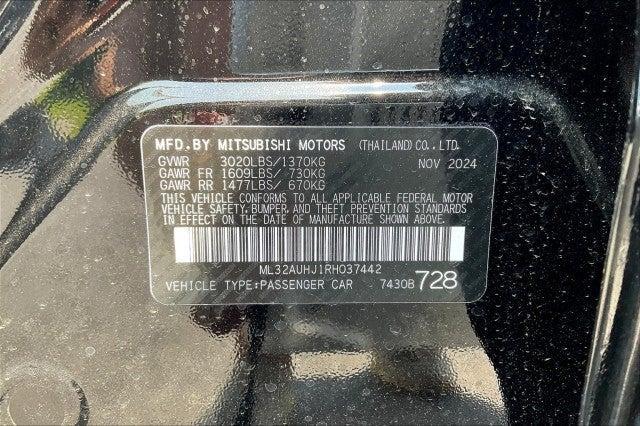 MFD.BY MITSUBISHI MOTORS (THAILAND)CO.,LTD.
GVWR 3020LBS/1370KG NOV 2024
GAWR FR 1609LBS/ 730KG
GAWR RR 1477LBS/ 670KG
THIS VEHICLE CONFORMS TO ALL APPLICABLE FEDERAL MOTOR
VEHICLE SAFETY, BUMPER, AND THEFT PREVENTION STANDARDS
IN EFFECT ON THE DATE OF MANUFACTURE SHOWN ABOVE.
ML32AUHJ1RH037442
VEHICLE TYPE:PASSENGER CAR 7430B 728